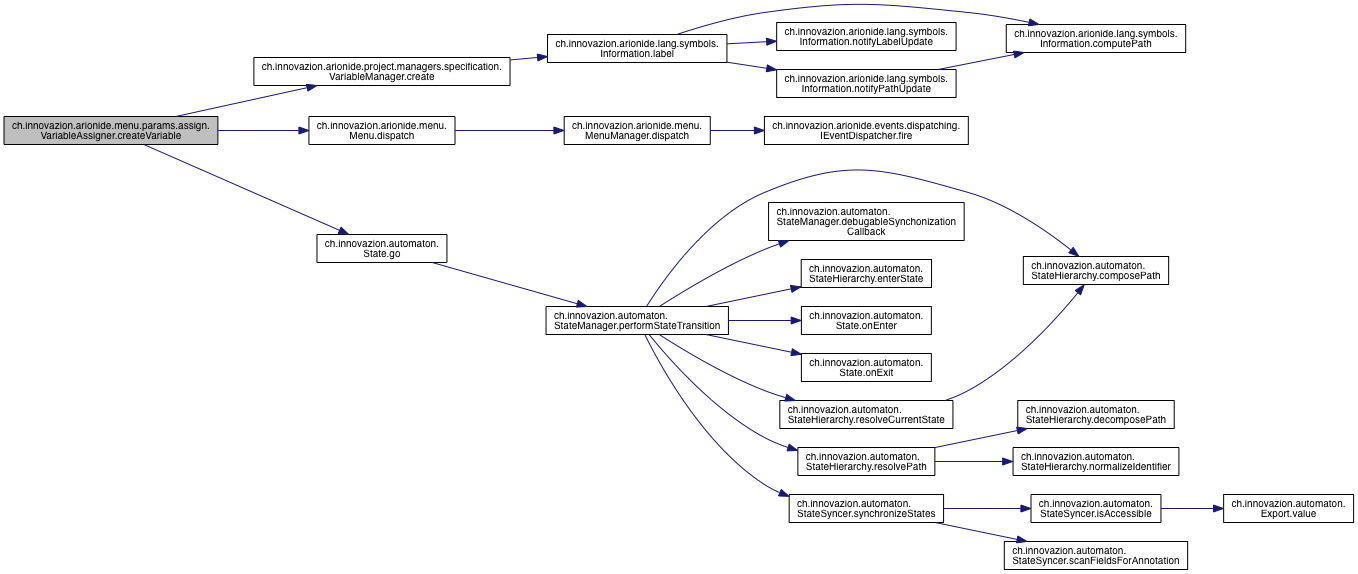 ch.innovazion.arionide.menu.params.assign.
VariableAssigner.createVariable
ch.innovazion.arionide.project.managers.specification.
VariableManager.create
ch.innovazion.arionide.lang.symbols.
Information.label
ch.innovazion.arionide.lang.symbols.
Information.notifyLabelUpdate
ch.innovazion.arionide.lang.symbols.
Information.computePath
ch.innovazion.arionide.lang.symbols.
Information.notifyPathUpdate
ch.innovazion.arionide.menu.
Menu.dispatch
ch.innovazion.arionide.menu.
MenuManager.dispatch
ch.innovazion.arionide.events.dispatching.
IEventDispatcher.fire
ch.innovazion.automaton.
State.go
ch.innovazion.automaton.
StateManager.performStateTransition
ch.innovazion.automaton.
StateManager.debugableSynchonization
Callback
ch.innovazion.automaton.
StateHierarchy.enterState
ch.innovazion.automaton.
StateHierarchy.composePath
ch.innovazion.automaton.
State.onEnter
ch.innovazion.automaton.
State.onExit
ch.innovazion.automaton.
StateHierarchy.resolveCurrentState
ch.innovazion.automaton.
StateHierarchy.decomposePath
ch.innovazion.automaton.
StateHierarchy.resolvePath
ch.innovazion.automaton.
StateHierarchy.normalizeIdentifier
ch.innovazion.automaton.
StateSyncer.synchronizeStates
ch.innovazion.automaton.
StateSyncer.isAccessible
ch.innovazion.automaton.
Export.value
ch.innovazion.automaton.
StateSyncer.scanFieldsForAnnotation